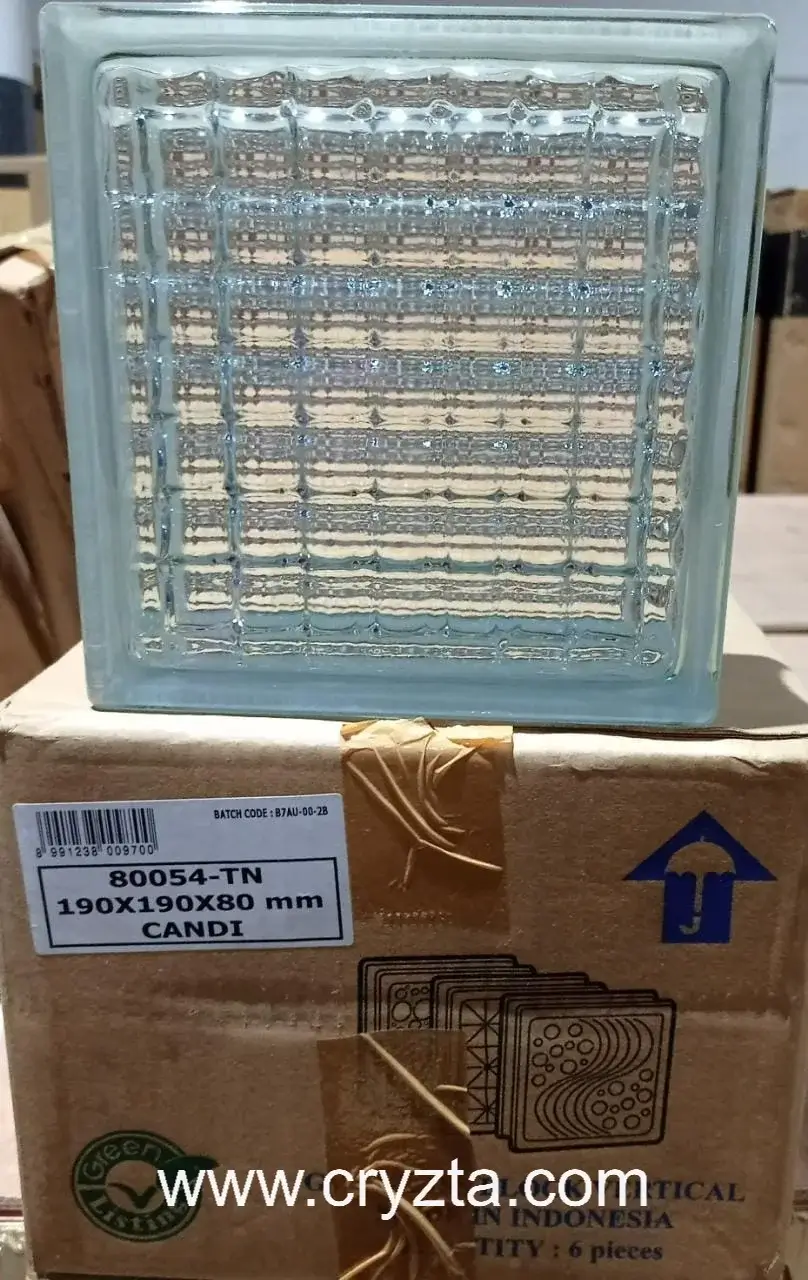 BATCH CODE : B7AU-00-2B
8 991238 009700
80054-TN
190X190X80 mm
CANDI
Green
Listing
www.cryzta.com
VERTICAL
IN INDONESIA
: 6 pieces